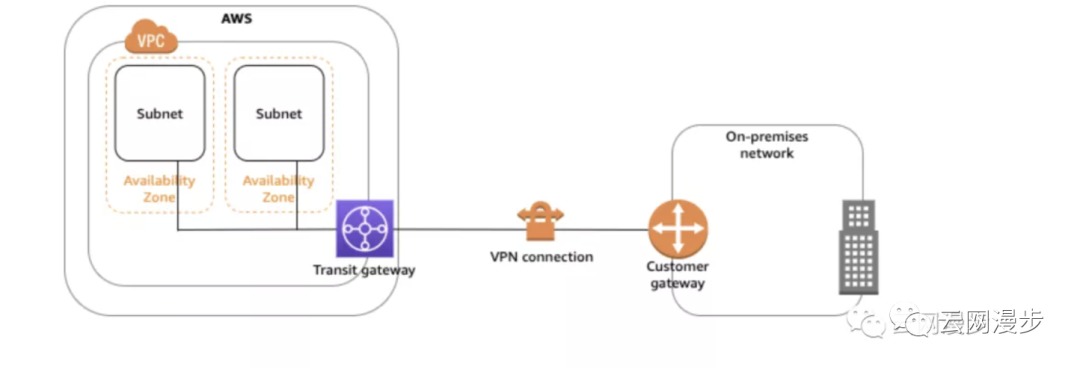 AWS
VPC
Subnet
Subnet
Availability
Zone
Availability
Zone
Transit gateway
VPN connection
Customer
gateway
On-premises
network
云网漫步